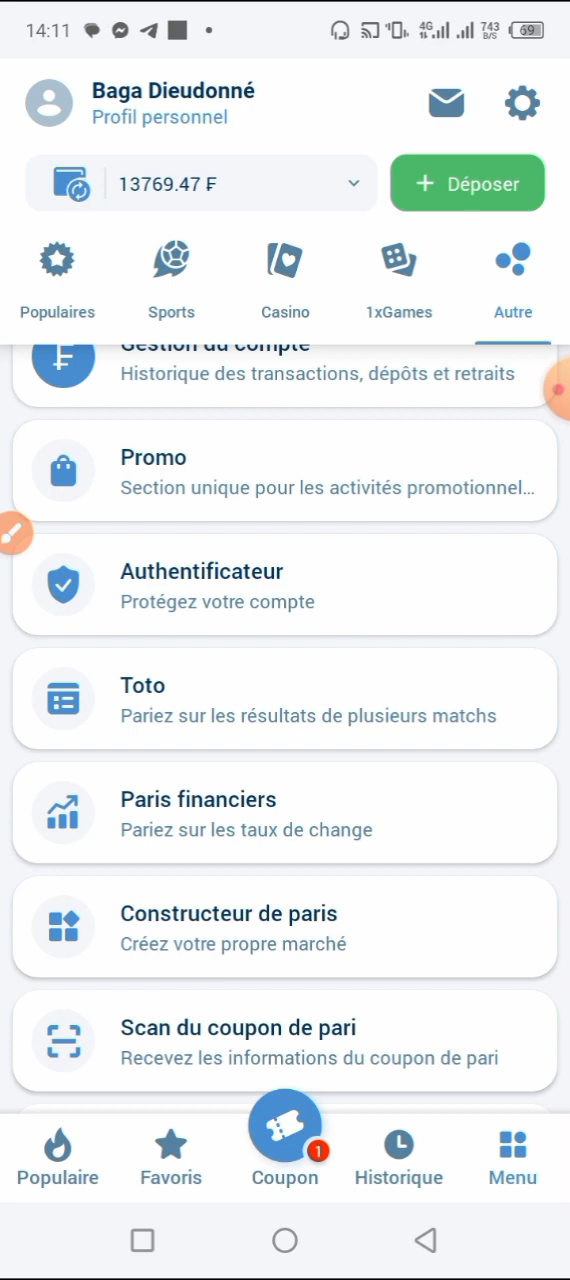 14:11
4G
743
B/S
69
Baga Dieudonné
Profil personnel
13769.47 ₣
+ Déposer
Populaires
Sports
Casino
1xGames
Autre
Gestion du compte
Historique des transactions, dépôts et retraits
Promo
Section unique pour les activités promotionnel...
Authentificateur
Protégez votre compte
Toto
Pariez sur les résultats de plusieurs matchs
Paris financiers
Pariez sur les taux de change
Constructeur de paris
Créez votre propre marché
Scan du coupon de pari
Recevez les informations du coupon de pari
1
Populaire
Favoris
Coupon
Historique
Menu